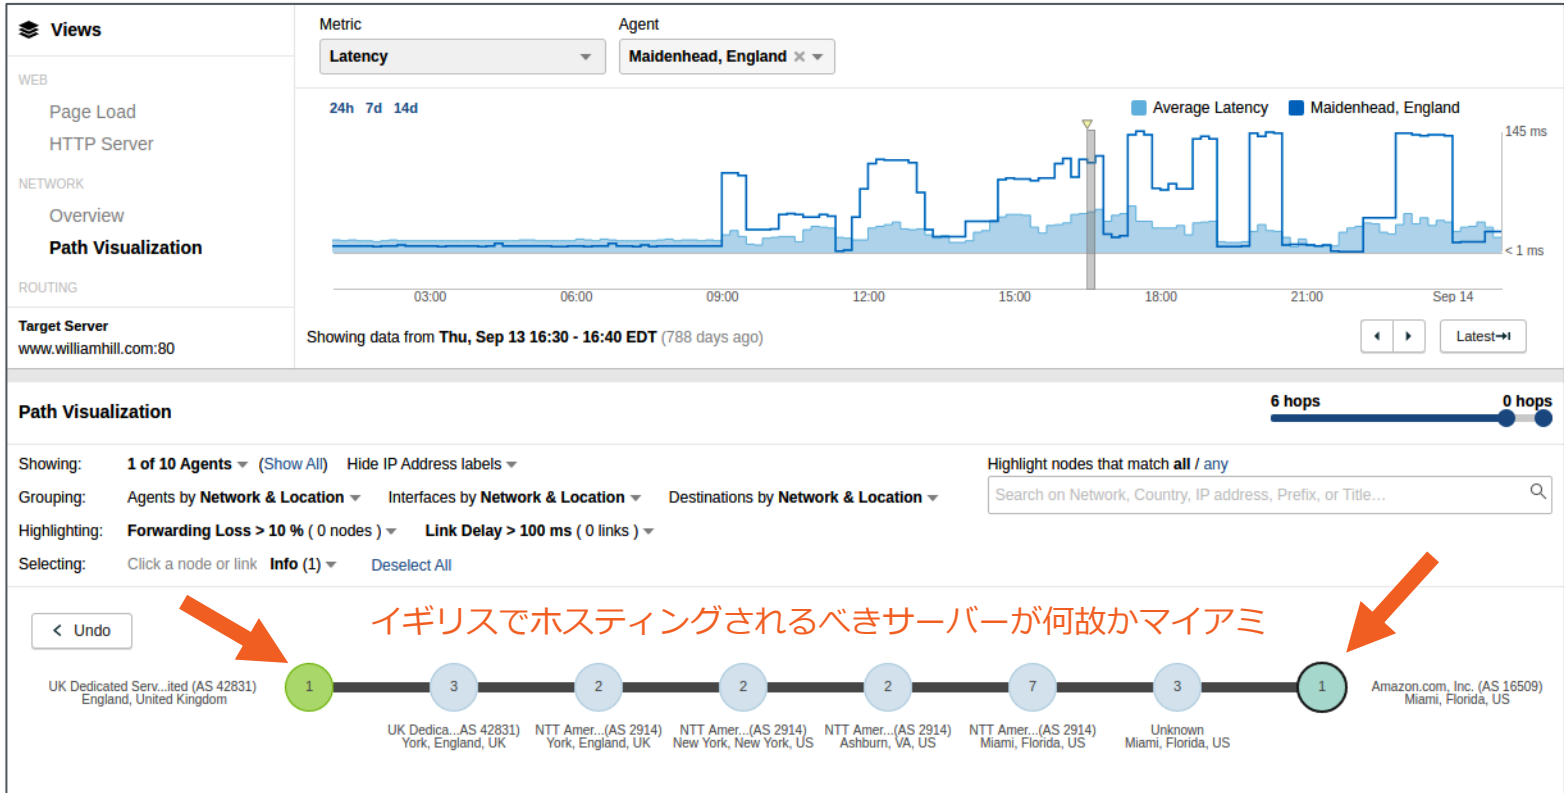 Views
WEB
Page Load
HTTP Server
NETWORK
Overview
Path Visualization
ROUTING
Target Server
www.williamhill.com:80
Metric
Latency
Agent
Maidenhead, England
24h 7d 14d
Average Latency Maidenhead, England
145 ms
< 1 ms
03:00 06:00 09:00 12:00 15:00 18:00 21:00 Sep 14
Showing data from Thu, Sep 13 16:30 - 16:40 EDT (788 days ago)
Latest
Path Visualization
6 hops 0 hops
Showing: 1 of 10 Agents (Show All) Hide IP Address labels
Grouping: Agents by Network & Location Interfaces by Network & Location Destinations by Network & Location
Highlighting: Forwarding Loss > 10 % ( 0 nodes ) Link Delay > 100 ms ( 0 links )
Selecting: Click a node or link Info (1) Deselect All
Highlight nodes that match all / any
Search on Network, Country, IP address, Prefix, or Title...
< Undo
イギリスでホスティングされるべきサーバーが何故かマイアミ
UK Dedicated Serv...ited (AS 42831)
England, United Kingdom
1 3 2 2 2 7 3 1
Amazon.com, Inc. (AS 16509)
Miami, Florida, US
UK Dedica...AS 42831)
York, England, UK
NTT Amer...(AS 2914)
York, England, UK
NTT Amer...(AS 2914)
New York, New York, US
NTT Amer...(AS 2914)
Ashburn, VA, US
NTT Amer...(AS 2914)
Miami, Florida, US
Unknown
Miami, Florida, US